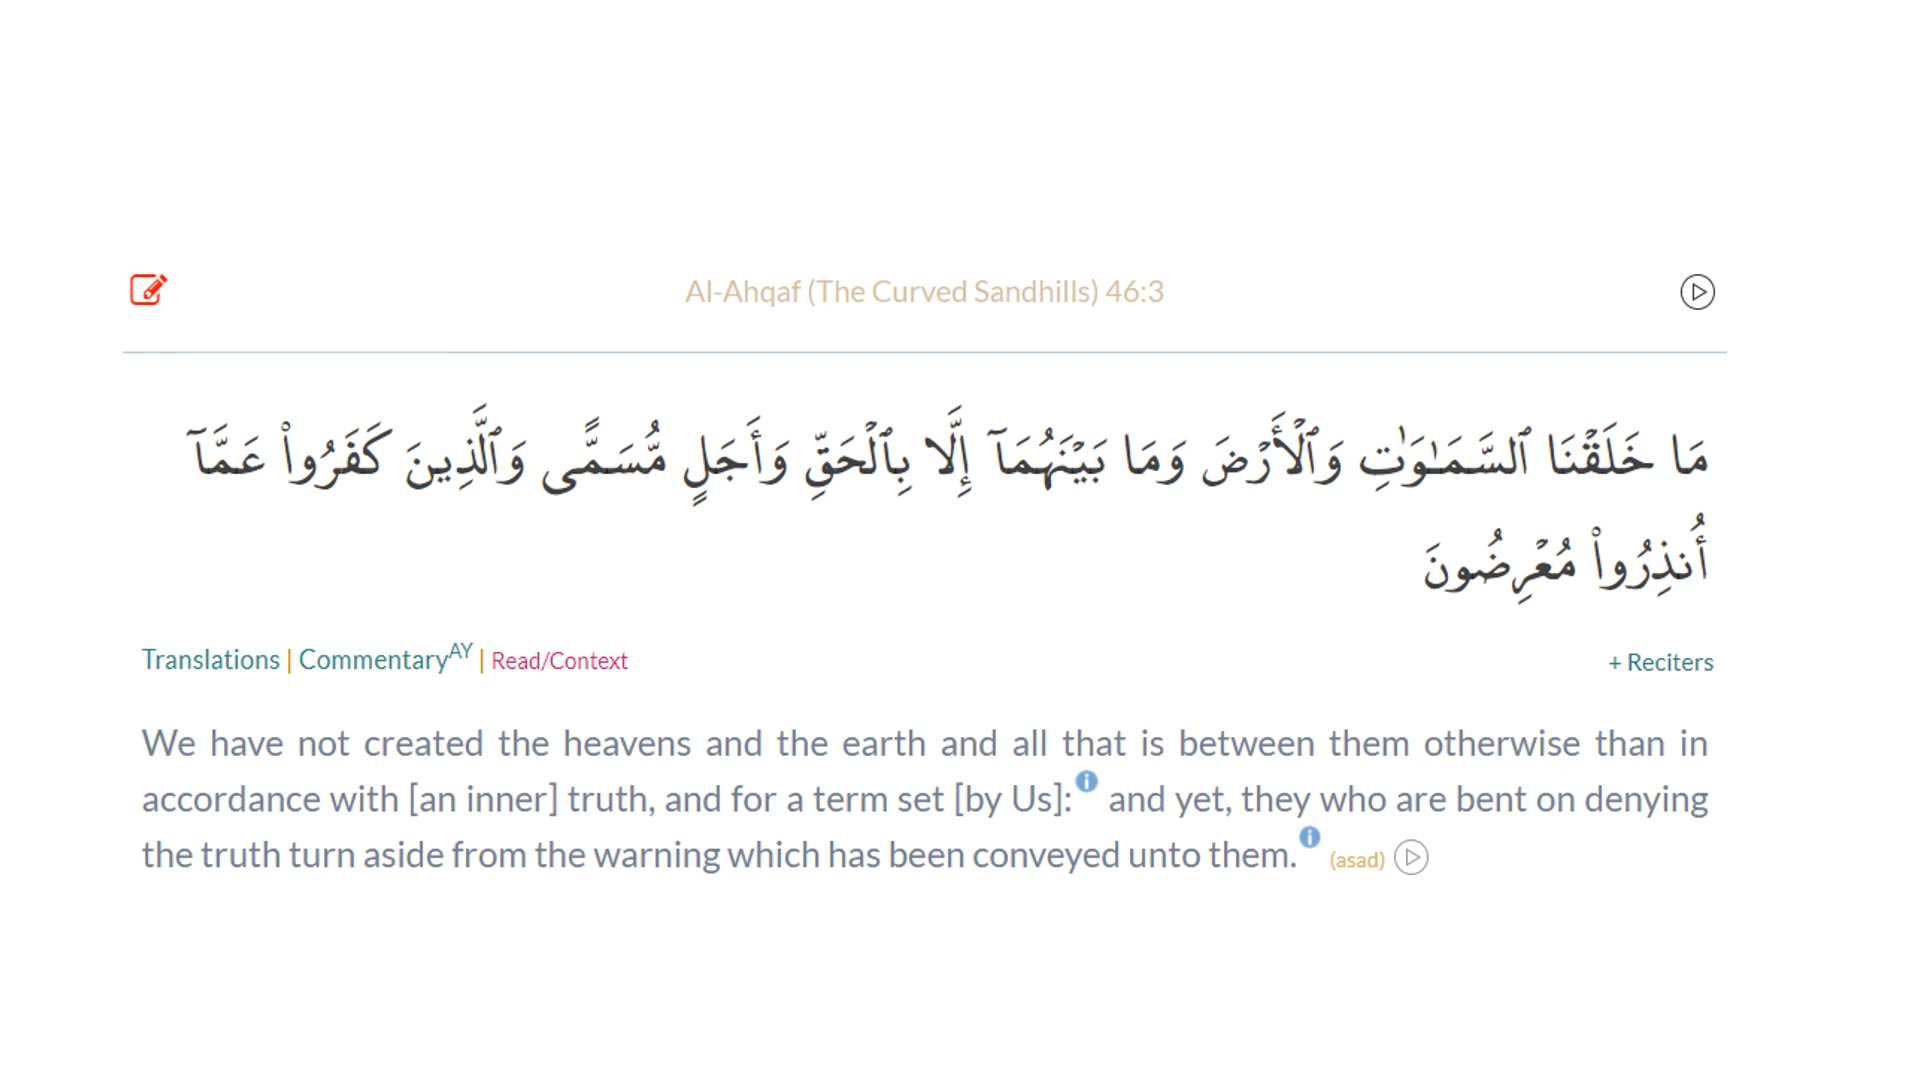 Al-Ahqaf (The Curved Sandhills) 46:3
مَا خَلَقْنَا ٱلسَّمَـٰوَٰتِ وَٱلْأَرْضَ وَمَا بَيْنَهُمَآ إِلَّا بِٱلْحَقِّ وَأَجَلٍ مُّسَمًّى وَٱلَّذِينَ كَفَرُوا۟ عَمَّآ
أُنذِرُوا۟ مُعْرِضُونَ
Translations | Commentary^AY | Read/Context + Reciters
We have not created the heavens and the earth and all that is between them otherwise than in
accordance with [an inner] truth, and for a term set [by Us]: and yet, they who are bent on denying
the truth turn aside from the warning which has been conveyed unto them. (asad)